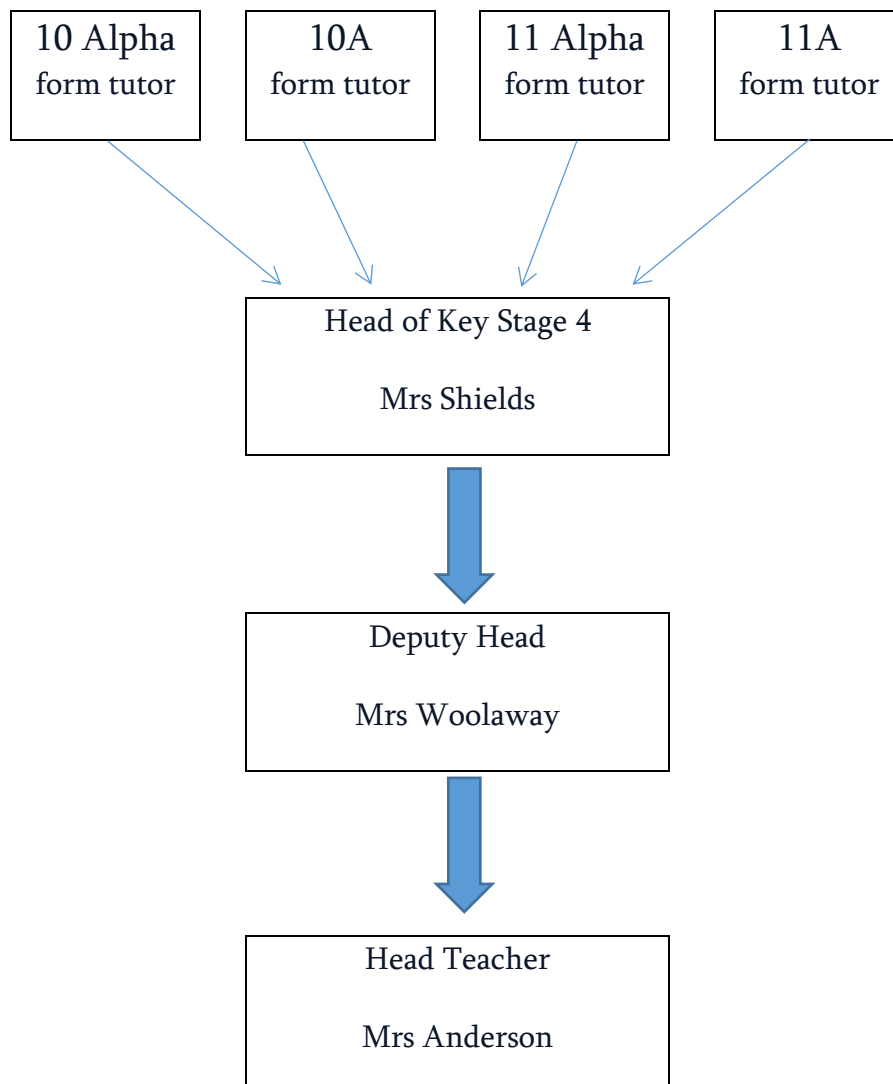 10 Alpha
form tutor
10A
form tutor
11 Alpha
form tutor
11A
form tutor
Head of Key Stage 4
Mrs Shields
Deputy Head
Mrs Woolaway
Head Teacher
Mrs Anderson